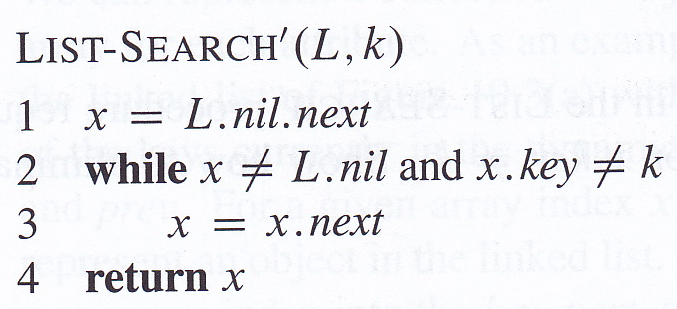 LIST-SEARCH′(L, k)
1 x = L.nil.next
2 while x ≠ L.nil and x.key ≠ k
3 x = x.next
4 return x